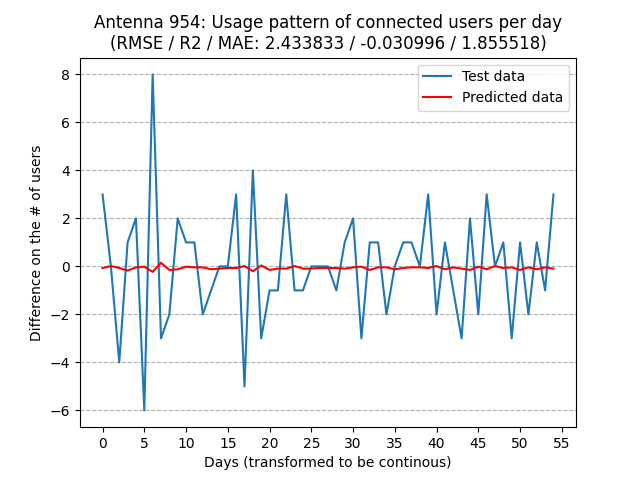 Antenna 954: Usage pattern of connected users per day
(RMSE / R2 / MAE: 2.433833 / -0.030996 / 1.855518)
Test data
Predicted data
Difference on the # of users
8
6
4
2
0
−2
−4
−6
0 5 10 15 20 25 30 35 40 45 50 55
Days (transformed to be continous)